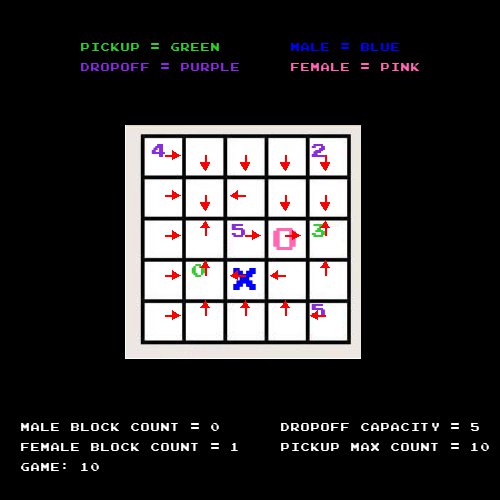 PICKUP = GREEN MALE = BLUE
DROPOFF = PURPLE FEMALE = PINK
4 2
5 O 3
0 X
5
MALE BLOCK COUNT = 0 DROPOFF CAPACITY = 5
FEMALE BLOCK COUNT = 1 PICKUP MAX COUNT = 10
GAME: 10